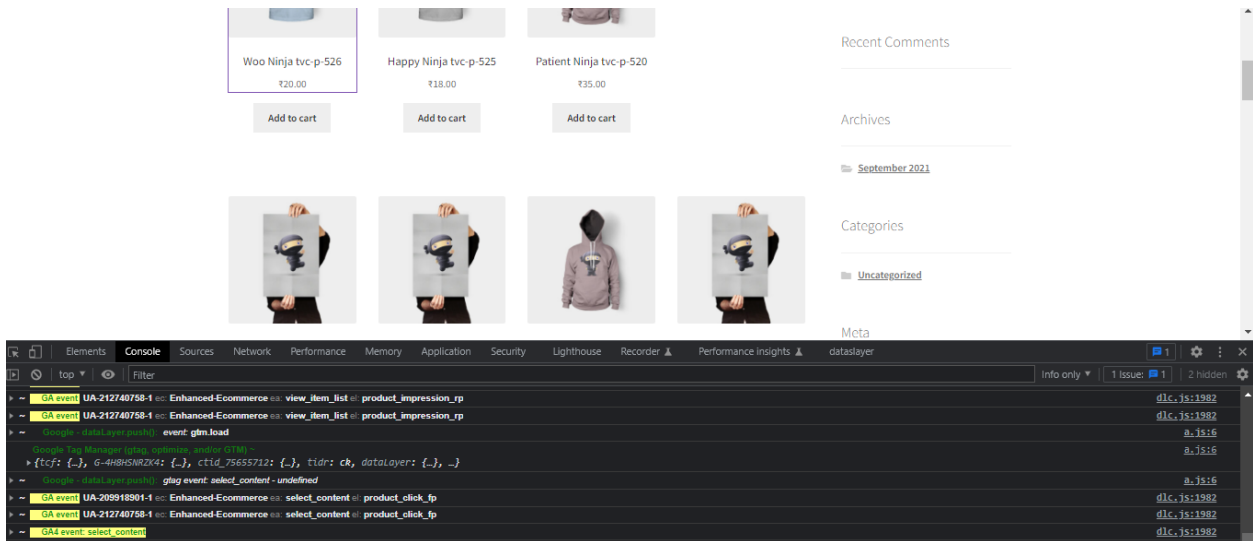 Woo Ninja tvc-p-526 Happy Ninja tvc-p-525 Patient Ninja tvc-p-520
₹20.00 ₹18.00 ₹35.00
Add to cart Add to cart Add to cart
Recent Comments
Archives
September 2021
Categories
Uncategorized
Meta
Elements Console Sources Network Performance Memory Application Security Lighthouse Recorder Performance insights dataslayer 1
top Filter Info only 1 Issue: 1 2 hidden
~ GA event UA-212740758-1 ec: Enhanced-Ecommerce ea: view_item_list el: product_impression_rp dlc.js:1982
~ GA event UA-212740758-1 ec: Enhanced-Ecommerce ea: view_item_list el: product_impression_rp dlc.js:1982
~ Google - dataLayer.push(): event: gtm.load a.js:6
Google Tag Manager (gtag, optimize, and/or GTM) ~ a.js:6
{tcf: {…}, G-4H8HSNRZK4: {…}, ctid_75655712: {…}, tidr: ck, dataLayer: {…}, …}
~ Google - dataLayer.push(): gtag event: select_content - undefined a.js:6
~ GA event UA-209918901-1 ec: Enhanced-Ecommerce ea: select_content el: product_click_fp dlc.js:1982
~ GA event UA-212740758-1 ec: Enhanced-Ecommerce ea: select_content el: product_click_fp dlc.js:1982
~ GA4 event: select_content dlc.js:1982